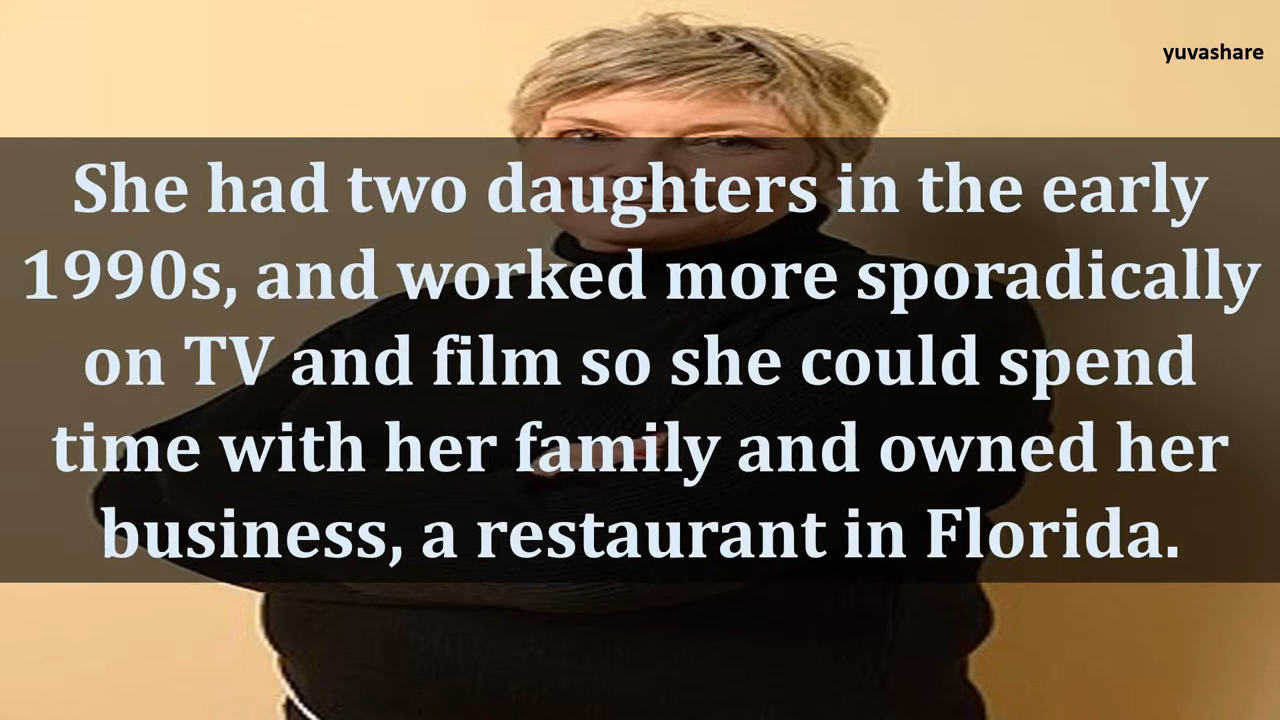 yuvashare
She had two daughters in the early
1990s, and worked more sporadically
on TV and film so she could spend
time with her family and owned her
business, a restaurant in Florida.